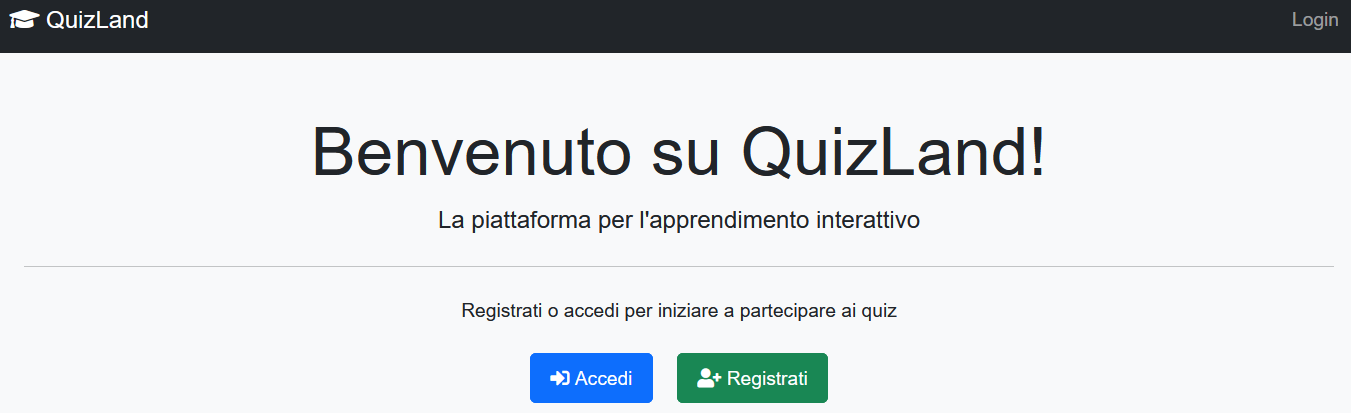 QuizLand Login
Benvenuto su QuizLand!
La piattaforma per l'apprendimento interattivo
Registrati o accedi per iniziare a partecipare ai quiz
Accedi Registrati